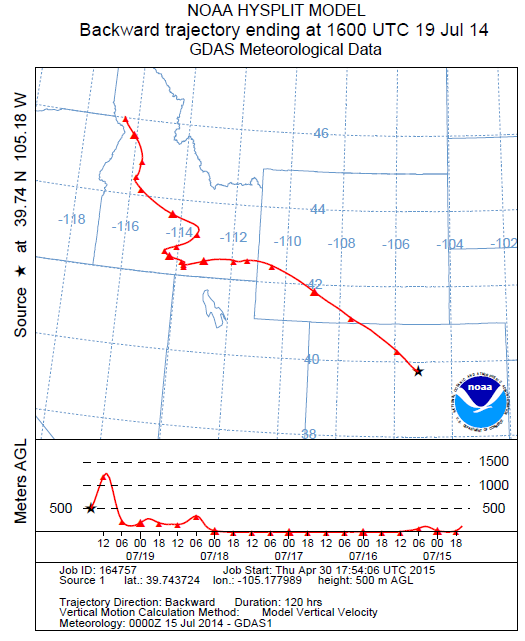 NOAA HYSPLIT MODEL
Backward trajectory ending at 1600 UTC 19 Jul 14
GDAS Meteorological Data
Source ★ at 39.74 N 105.18 W
46
44
-118 -116 -114 -112 -110 -108 -106 -104 -102
42
40
38
noaa
Meters AGL
1500
1000
500 500
12 06 00 18 12 06 00 18 12 06 00 18 12 06 00 18 12 06 00 18
07/19 07/18 07/17 07/16 07/15
Job ID: 164757 Job Start: Thu Apr 30 17:54:06 UTC 2015
Source 1 lat.: 39.743724 lon.: -105.177989 height: 500 m AGL
Trajectory Direction: Backward Duration: 120 hrs
Vertical Motion Calculation Method: Model Vertical Velocity
Meteorology: 0000Z 15 Jul 2014 - GDAS1